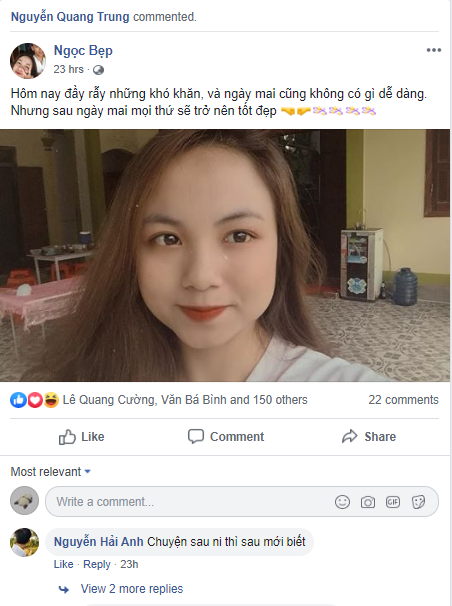 Nguyễn Quang Trung commented.
Ngọc Bẹp
23 hrs ·
Hôm nay đầy rẫy những khó khăn, và ngày mai cũng không có gì dễ dàng.
Nhưng sau ngày mai mọi thứ sẽ trở nên tốt đẹp 🤜🤛👏🏻👏🏻👏🏻👏🏻
Lê Quang Cường, Văn Bá Bình and 150 others 22 comments
Like Comment Share
Most relevant
Write a comment... GIF
Nguyễn Hải Anh Chuyện sau ni thì sau mới biết
Like · Reply · 23h
View 2 more replies